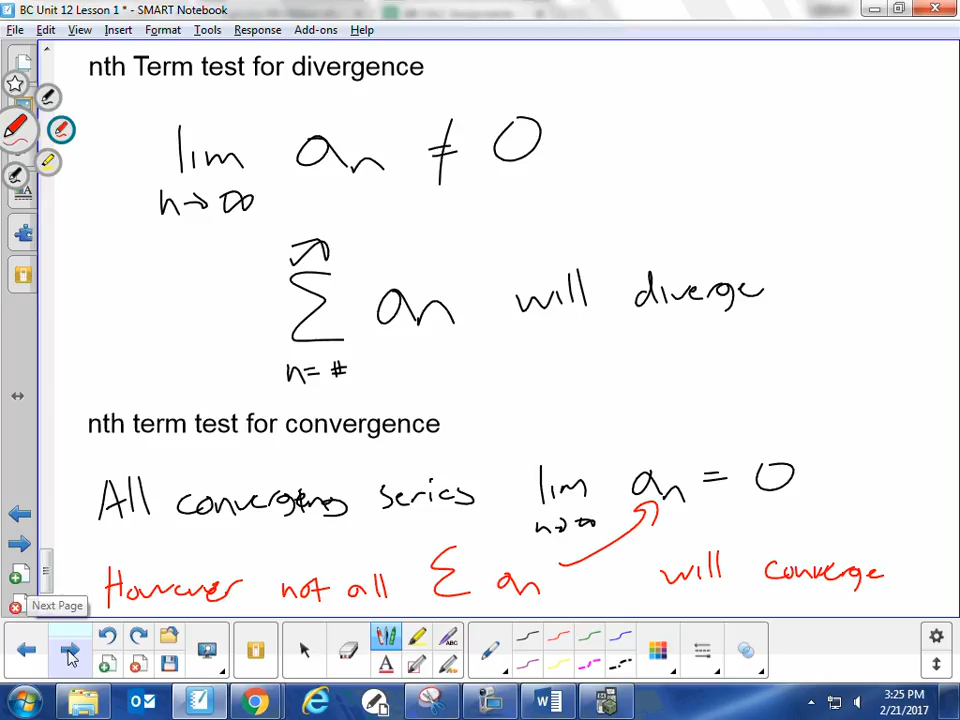 BC Unit 12 Lesson 1 * - SMART Notebook
File Edit View Insert Format Tools Response Add-ons Help
nth Term test for divergence
lim an ≠ 0
n→∞
∞
Σ an will diverge
n=#
nth term test for convergence
All converging series lim an = 0
n→∞
However not all Σ an will converge
Next Page
ABC
A
W
3:25 PM
2/21/2017